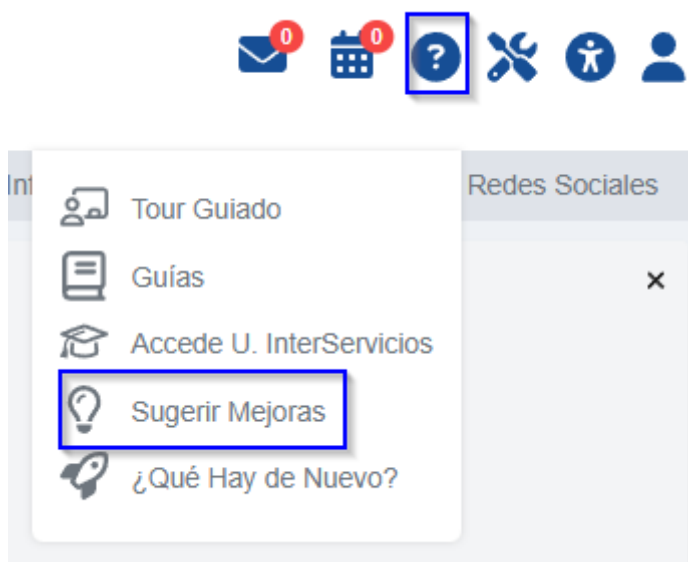 0
0
?
Redes Sociales
Tour Guiado
Guías
Accede U. InterServicios
Sugerir Mejoras
¿Qué Hay de Nuevo?